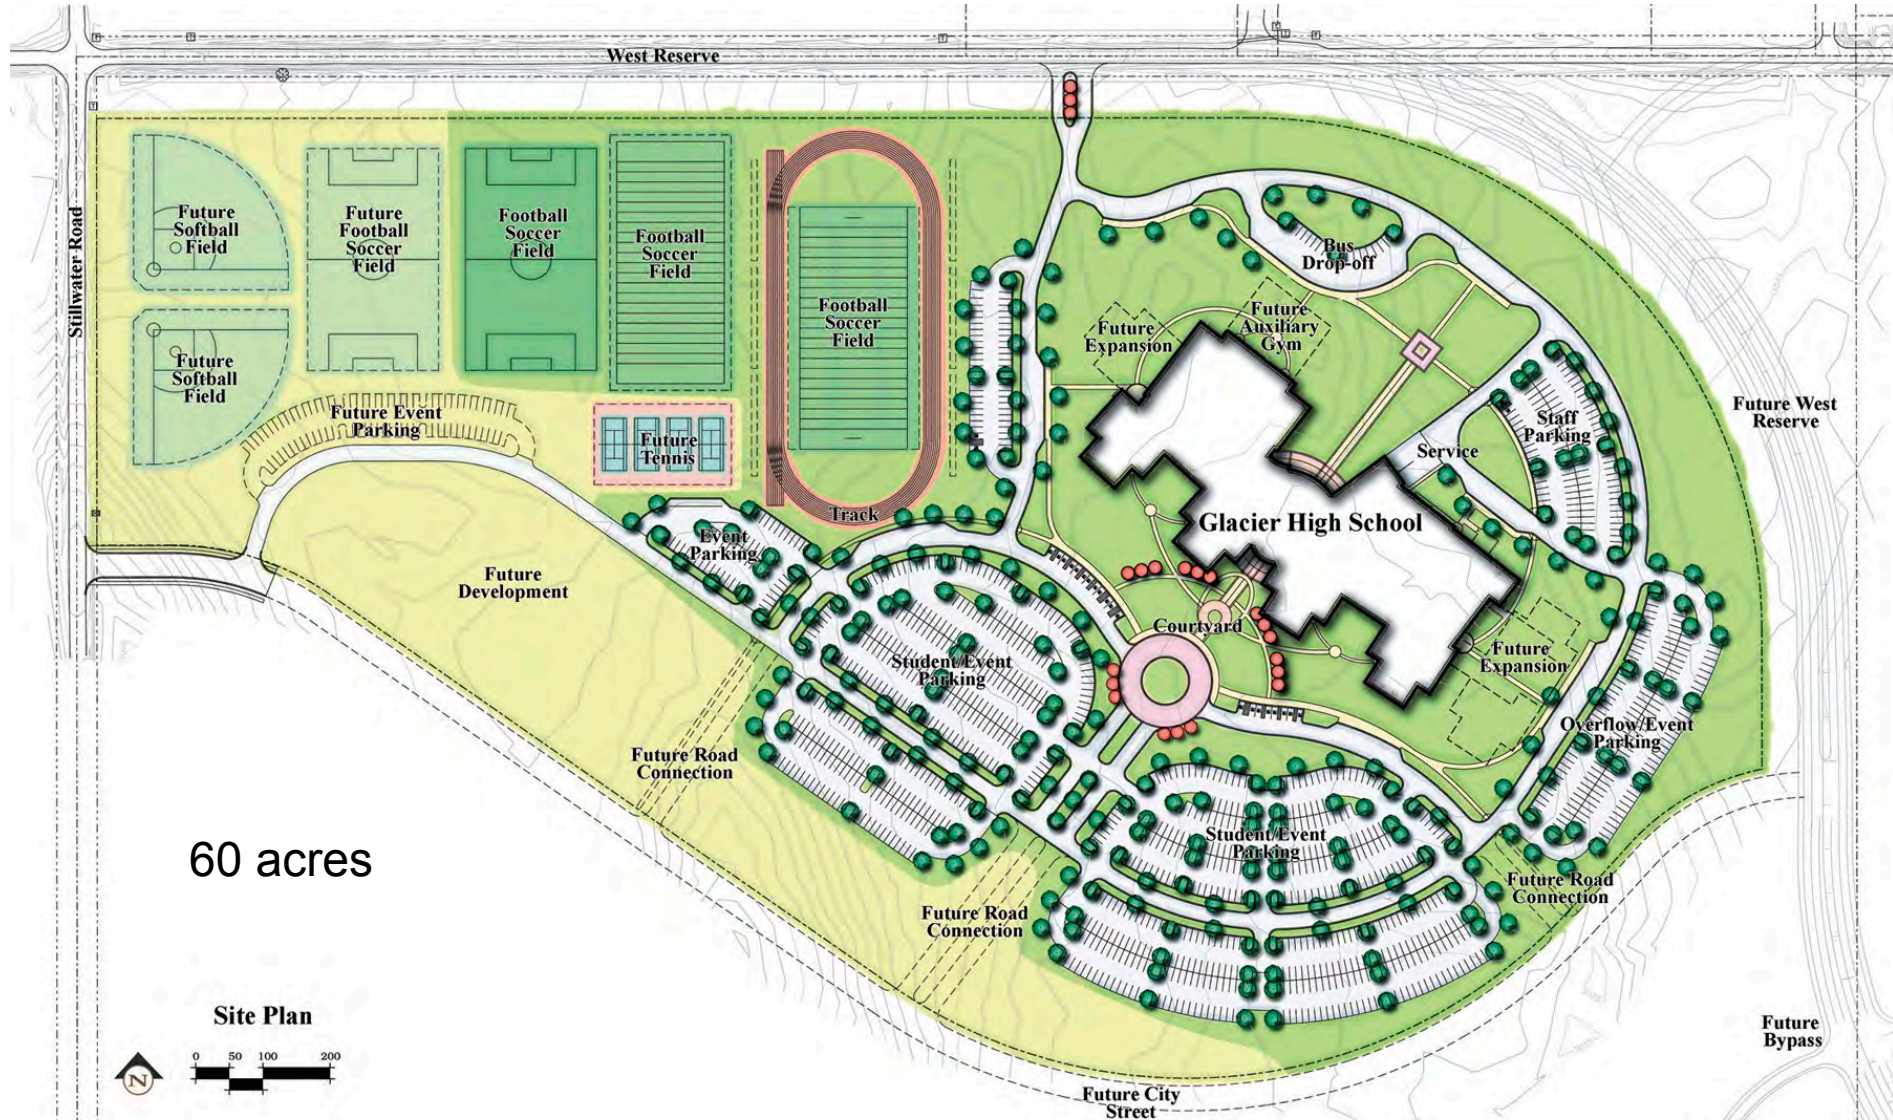 West Reserve
Stillwater Road
Future
Softball
Field
Future
Football
Soccer
Field
Football
Soccer
Field
Football
Soccer
Field
Football
Soccer
Field
Bus
Drop-off
Future
Expansion
Future
Auxiliary
Gym
Future
Softball
Field
Future Event
Parking
Future
Tennis
Staff
Parking
Service
Future West
Reserve
Track
Glacier High School
Event
Parking
Future
Development
Courtyard
Student/Event
Parking
Future
Expansion
Future Road
Connection
Overflow/Event
Parking
60 acres
Student/Event
Parking
Future Road
Connection
Future Road
Connection
Site Plan
N
0 50 100 200
Future
Bypass
Future City
Street